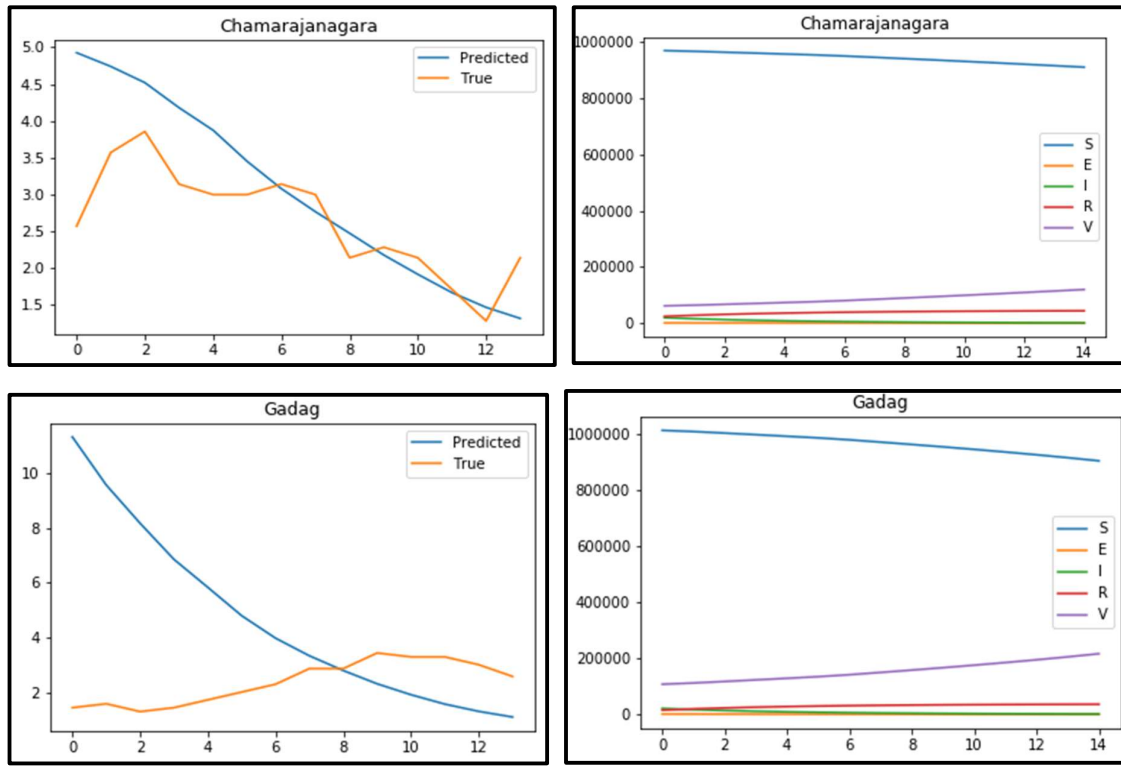 Chamarajanagara
5.0
4.5
4.0
3.5
3.0
2.5
2.0
1.5
Predicted
True
0 2 4 6 8 10 12
Chamarajanagara
1000000
800000
600000
400000
200000
0
S
E
I
R
V
0 2 4 6 8 10 12 14
Gadag
10
8
6
4
2
Predicted
True
0 2 4 6 8 10 12
Gadag
1000000
800000
600000
400000
200000
0
S
E
I
R
V
0 2 4 6 8 10 12 14